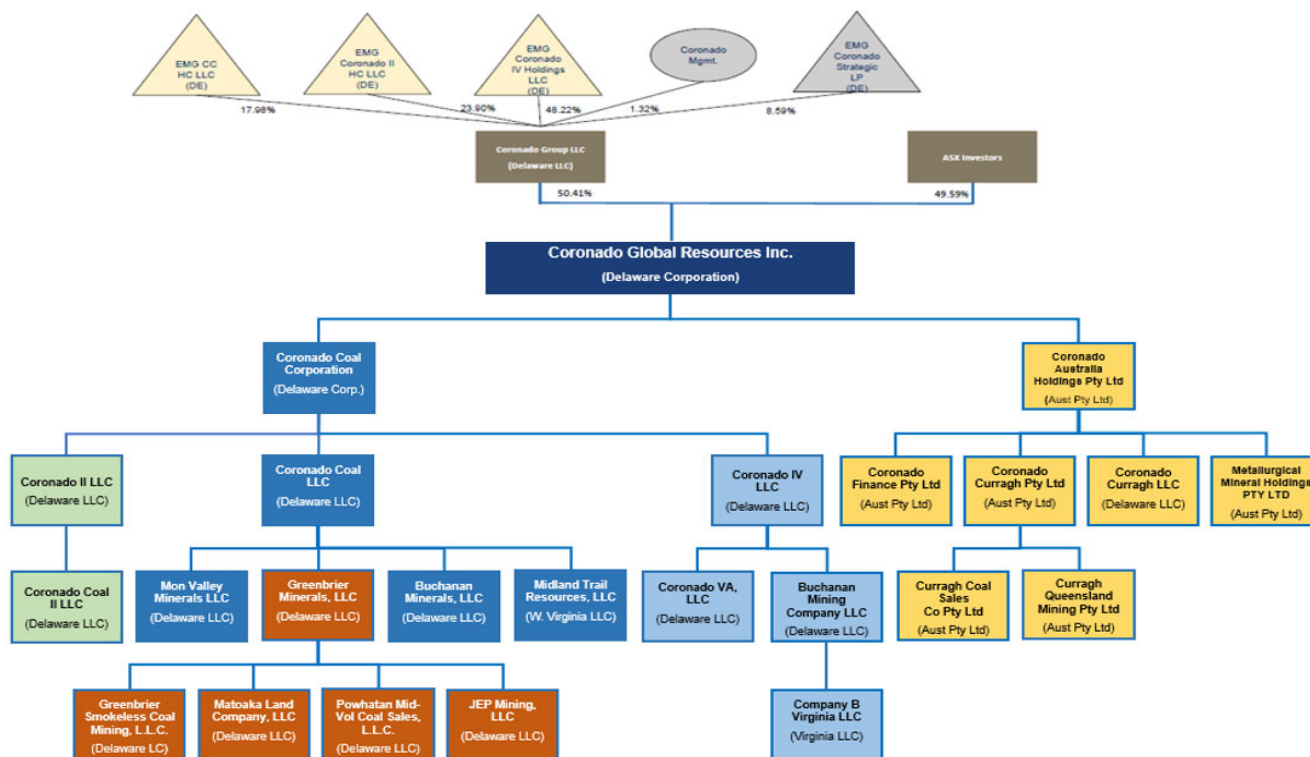 EMG CC
HC LLC
(DE)
EMG
Coronado II
HC LLC
(DE)
EMG
Coronado
IV Holdings
LLC
(DE)
Coronado
Mgmt.
EMG
Coronado
Strategic
LP
(DE)
17.98%
23.90%
48.22%
1.32%
8.59%
Coronado Group LLC
(Delaware LLC)
ASX Investors
50.41%
49.59%
Coronado Global Resources Inc.
(Delaware Corporation)
Coronado Coal
Corporation
(Delaware Corp.)
Coronado
Australia
Holdings Pty Ltd
(Aust Pty Ltd)
Coronado II LLC
(Delaware LLC)
Coronado Coal
LLC
(Delaware LLC)
Coronado IV
LLC
(Delaware LLC)
Coronado
Finance Pty Ltd
(Aust Pty Ltd)
Coronado
Curragh Pty Ltd
(Aust Pty Ltd)
Coronado
Curragh LLC
(Delaware LLC)
Metallurgical
Mineral Holdings
PTY LTD
(Aust Pty Ltd)
Coronado Coal
II LLC
(Delaware LLC)
Mon Valley
Minerals LLC
(Delaware LLC)
Greenbrier
Minerals, LLC
(Delaware LLC)
Buchanan
Minerals, LLC
(Delaware LLC)
Midland Trail
Resources, LLC
(W. Virginia LLC)
Coronado VA,
LLC
(Delaware LLC)
Buchanan
Mining
Company LLC
(Delaware LLC)
Curragh Coal
Sales
Co Pty Ltd
(Aust Pty Ltd)
Curragh
Queensland
Mining Pty Ltd
(Aust Pty Ltd)
Greenbrier
Smokeless Coal
Mining, L.L.C.
(Delaware LC)
Matoaka Land
Company, LLC
(Delaware LLC)
Powhatan Mid-
Vol Coal Sales,
L.L.C.
(Delaware LLC)
JEP Mining,
LLC
(Delaware LLC)
Company B
Virginia LLC
(Virginia LLC)